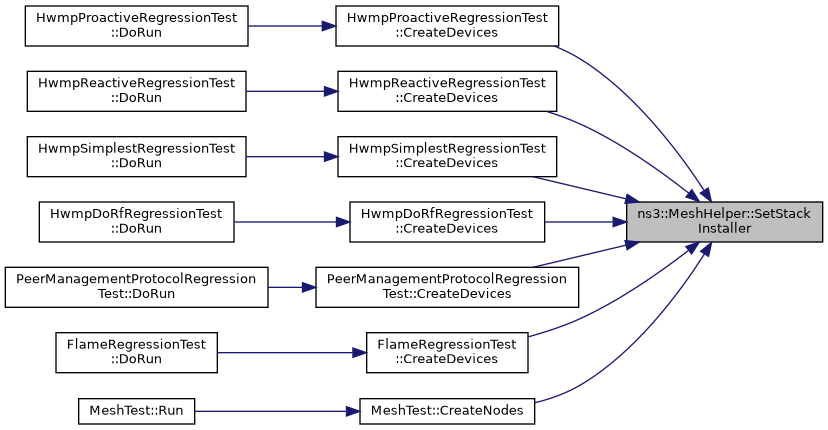 HwmpProactiveRegressionTest
::DoRun
HwmpProactiveRegressionTest
::CreateDevices
HwmpReactiveRegressionTest
::DoRun
HwmpReactiveRegressionTest
::CreateDevices
HwmpSimplestRegressionTest
::DoRun
HwmpSimplestRegressionTest
::CreateDevices
HwmpDoRfRegressionTest
::DoRun
HwmpDoRfRegressionTest
::CreateDevices
ns3::MeshHelper::SetStack
Installer
PeerManagementProtocolRegression
Test::DoRun
PeerManagementProtocolRegression
Test::CreateDevices
FlameRegressionTest
::DoRun
FlameRegressionTest
::CreateDevices
MeshTest::Run
MeshTest::CreateNodes